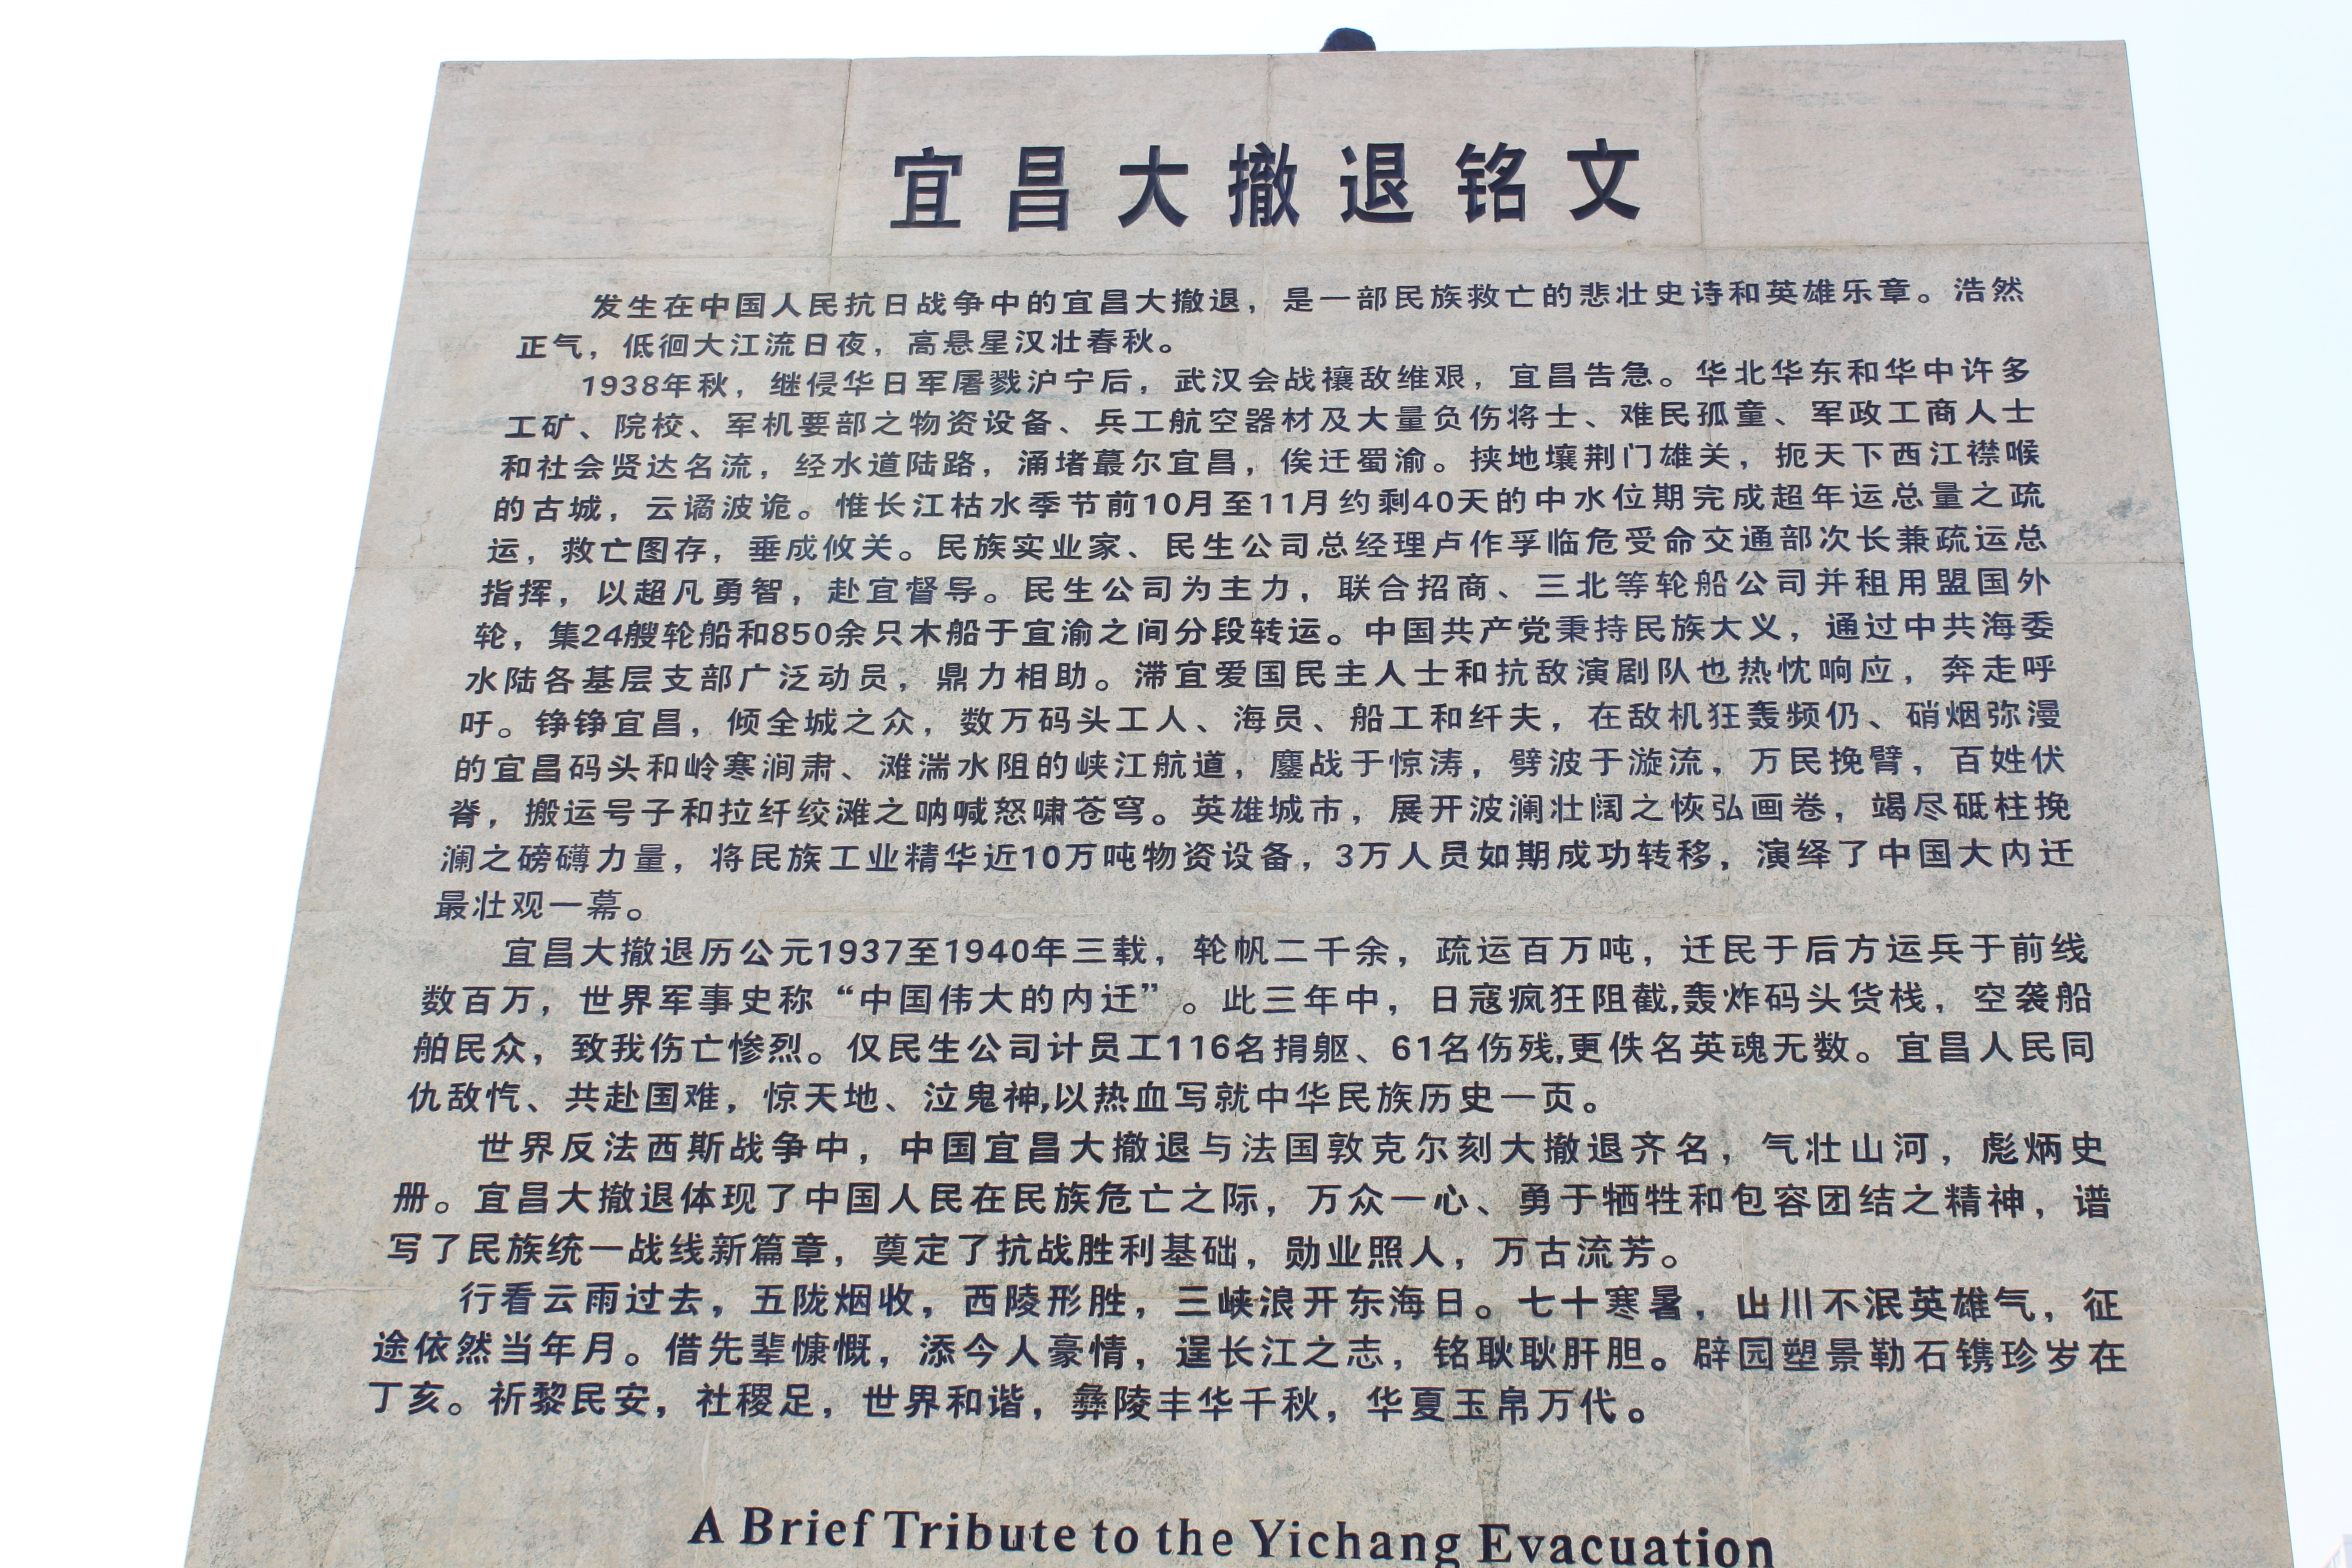 宜昌大撤退铭文
发生在中国人民抗日战争中的宜昌大撤退，是一部民族救亡的悲壮史诗和英雄乐章。浩然
正气，低徊大江流日夜，高悬星汉壮春秋。
1938年秋，继侵华日军屠戮沪宁后，武汉会战禳敌维艰，宜昌告急。华北华东和华中许多
工矿、院校、军机要部之物资设备、兵工航空器材及大量负伤将士、难民孤童、军政工商人士
和社会贤达名流，经水道陆路，涌堵蕞尔宜昌，俟迁蜀渝。挟地壤荆门雄关，扼天下西江襟喉
的古城，云谲波诡。惟长江枯水季节前10月至11月约剩40天的中水位期完成超年运总量之疏
运，救亡图存，垂成攸关。民族实业家、民生公司总经理卢作孚临危受命交通部次长兼疏运总
指挥，以超凡勇智，赴宜督导。民生公司为主力，联合招商、三北等轮船公司并租用盟国外
轮，集24艘轮船和850余只木船于宜渝之间分段转运。中国共产党秉持民族大义，通过中共海委
水陆各基层支部广泛动员，鼎力相助。滞宜爱国民主人士和抗敌演剧队也热忱响应，奔走呼
吁。铮铮宜昌，倾全城之众，数万码头工人、海员、船工和纤夫，在敌机狂轰频仍、硝烟弥漫
的宜昌码头和岭寒涧肃、滩湍水阻的峡江航道，鏖战于惊涛，劈波于漩流，万民挽臂，百姓伏
脊，搬运号子和拉纤绞滩之呐喊怒啸苍穹。英雄城市，展开波澜壮阔之恢弘画卷，竭尽砥柱挽
澜之磅礴力量，将民族工业精华近10万吨物资设备，3万人员如期成功转移，演绎了中国大内迁
最壮观一幕。
宜昌大撤退历公元1937至1940年三载，轮帆二千余，疏运百万吨，迁民于后方运兵于前线
数百万，世界军事史称“中国伟大的内迁”。此三年中，日寇疯狂阻截,轰炸码头货栈，空袭船
舶民众，致我伤亡惨烈。仅民生公司计员工116名捐躯、61名伤残,更佚名英魂无数。宜昌人民同
仇敌忾、共赴国难，惊天地、泣鬼神,以热血写就中华民族历史一页。
世界反法西斯战争中，中国宜昌大撤退与法国敦克尔刻大撤退齐名，气壮山河，彪炳史
册。宜昌大撤退体现了中国人民在民族危亡之际，万众一心、勇于牺牲和包容团结之精神，谱
写了民族统一战线新篇章，奠定了抗战胜利基础，勋业照人，万古流芳。
行看云雨过去，五陇烟收，西陵形胜，三峡浪开东海日。七十寒暑，山川不泯英雄气，征
途依然当年月。借先辈慷慨，添今人豪情，逞长江之志，铭耿耿肝胆。辟园塑景勒石镌珍岁在
丁亥。祈黎民安，社稷足，世界和谐，彝陵丰华千秋，华夏玉帛万代。
A Brief Tribute to the Yichang Evacuation